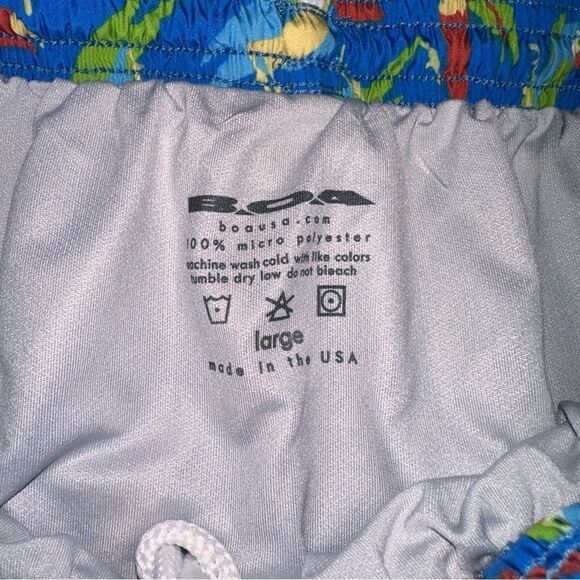 B.O.A
boausa.com
100% micro polyester
machine wash cold with like colors
tumble dry low do not bleach
large
made in the USA